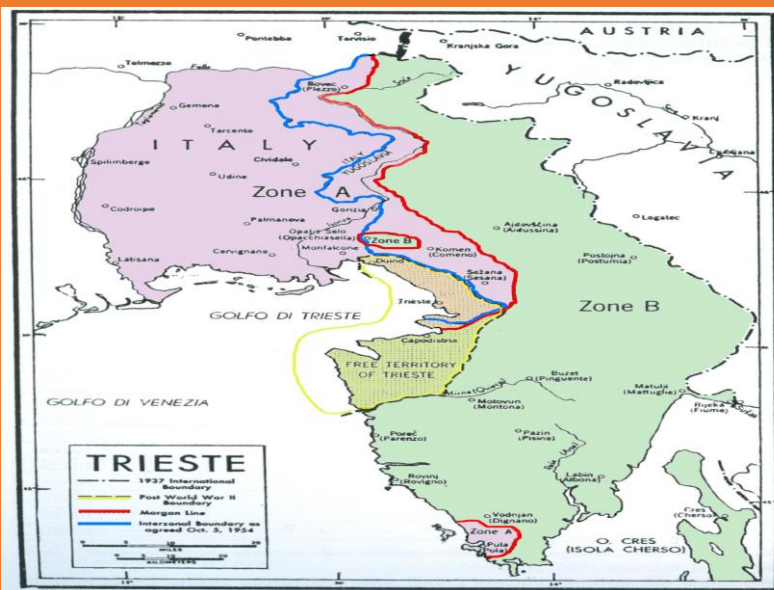 AUSTRIA
Pontebba
Tarvisio
Kranjska Gora
Tolmezzo
Fella
Bovec
(Plezzo)
YUGOSLAVIA
Radovljica
Kranj
Ljubljana
Gemona
Tarcento
ITALY
Spilimbergo
Cividale
Udine
ITALY
YUGOSLAVIA
Zone A
Codroipo
Palmanova
Gorizia
Logatec
Ajdovščina
(Aidussina)
Opatje Selo
(Opacchiasella)
Zone B
Komen
(Comeno)
Postojna
(Postumia)
Latisana
Cervignano
Monfalcone
Duino
Sežana
(Sesana)
Trieste
Zone B
GOLFO DI TRIESTE
Capodistria
FREE TERRITORY
OF TRIESTE
GOLFO DI VENEZIA
Buzet
(Pinguente)
Motovun
(Montona)
Matulji
(Mattuglie)
Rijeka
(Fiume)
Poreč
(Parenzo)
Pazin
(Pisino)
TRIESTE
1937 International
Boundary
Post World War II
Boundary
Morgan Line
Interzonal Boundary as
agreed Oct. 5, 1954
MILES
KILOMETERS
Rovinj
(Rovigno)
Labin
(Albona)
Vodnjan
(Dignano)
Cres
(Cherso)
Zone A
Pula
(Pola)
O. CRES
(ISOLA CHERSO)